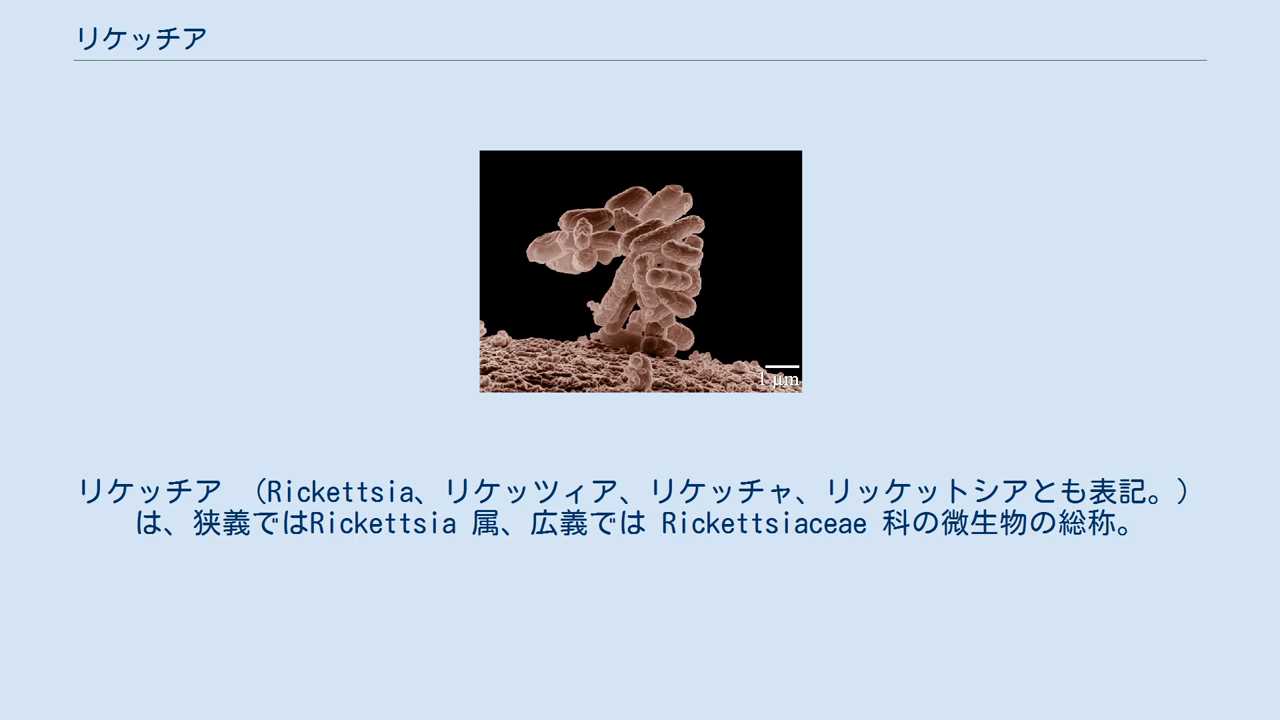 リケッチア
1 µm
リケッチア （Rickettsia、リケッツィア、リケッチャ、リッケットシアとも表記。）
は、狭義ではRickettsia 属、広義では Rickettsiaceae 科の微生物の総称。